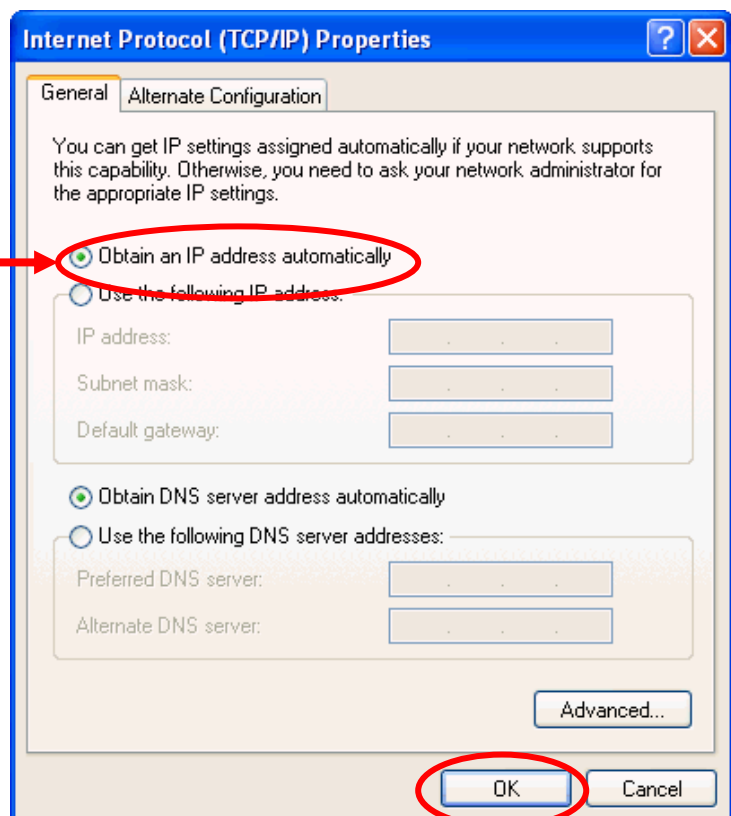 Internet Protocol (TCP/IP) Properties
General
Alternate Configuration
You can get IP settings assigned automatically if your network supports
this capability. Otherwise, you need to ask your network administrator for
the appropriate IP settings.
Obtain an IP address automatically
Use the following IP address:
IP address:
Subnet mask:
Default gateway:
Obtain DNS server address automatically
Use the following DNS server addresses:
Preferred DNS server:
Alternate DNS server:
Advanced...
OK
Cancel